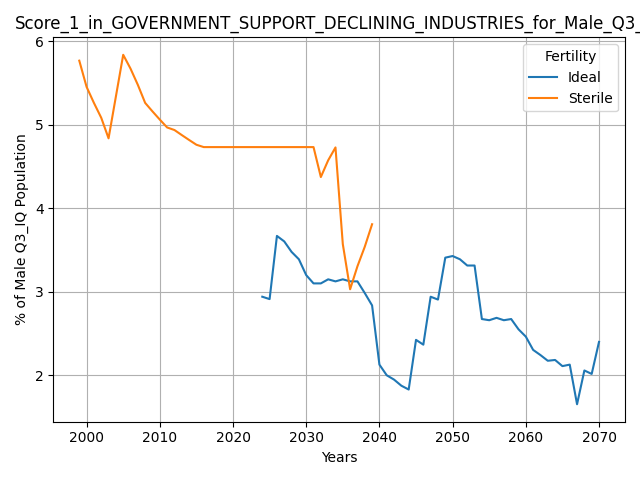 Score_1_in_GOVERNMENT_SUPPORT_DECLINING_INDUSTRIES_for_Male_Q3_
Fertility
Ideal
Sterile
% of Male Q3_IQ Population
6
5
4
3
2
2000 2010 2020 2030 2040 2050 2060 2070
Years